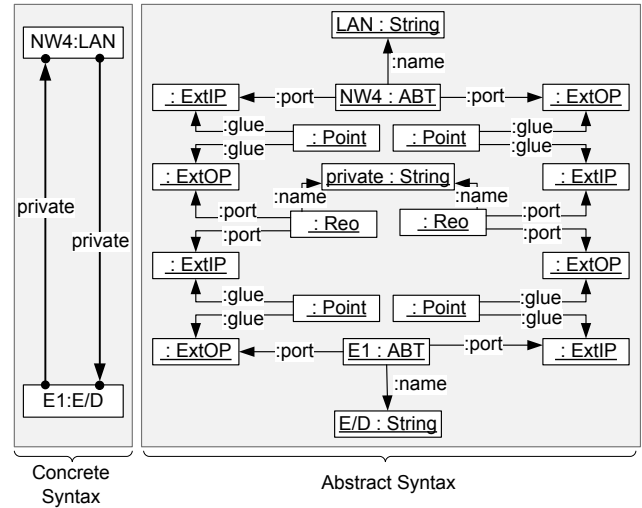 NW4:LAN
private
private
E1:E/D
Concrete
Syntax
LAN : String
:name
: ExtIP
:port
NW4 : ABT
:port
: ExtOP
:glue
: Point
: Point
:glue
:glue
:glue
: ExtOP
private : String
: ExtIP
:name
:name
:port
: Reo
: Reo
:port
:port
:port
: ExtIP
: ExtOP
:glue
: Point
: Point
:glue
:glue
:glue
: ExtOP
:port
E1 : ABT
:port
: ExtIP
:name
E/D : String
Abstract Syntax